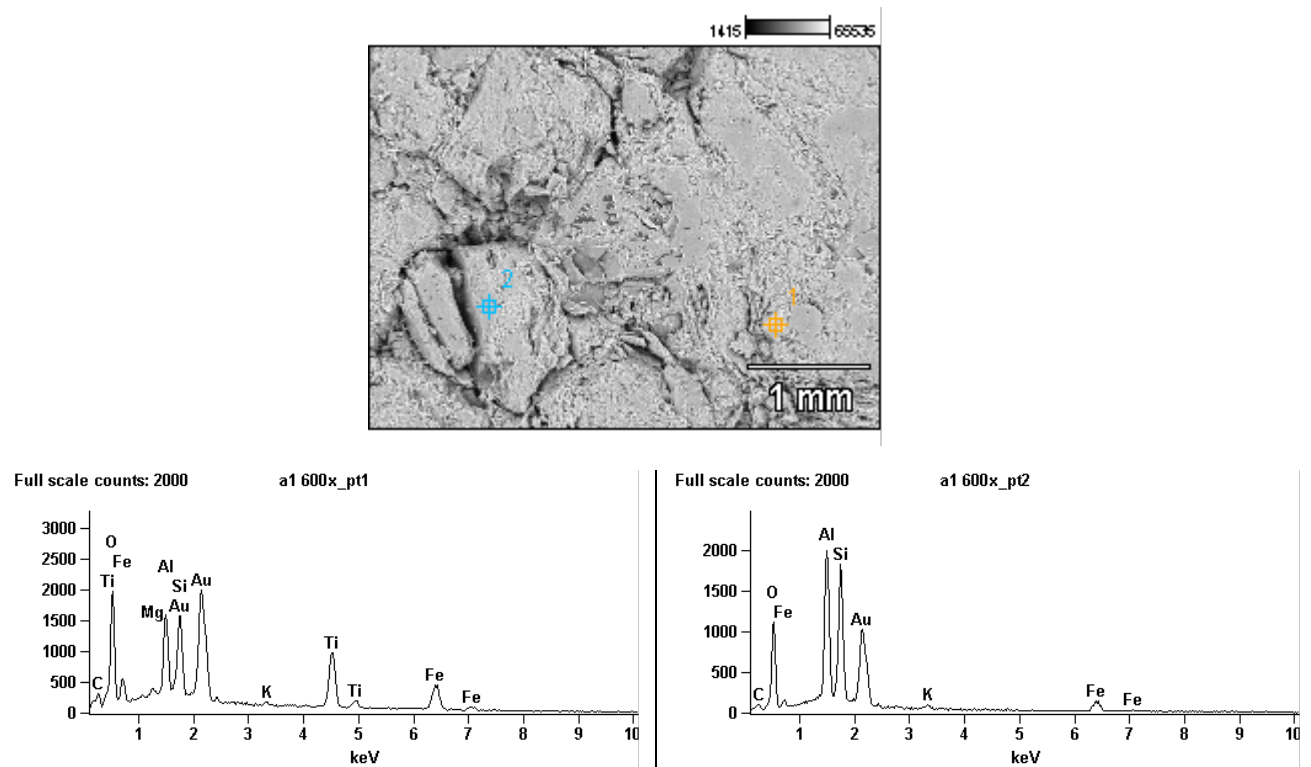 1415 65535
2
1
1 mm
Full scale counts: 2000 a1 600x_pt1
3000
O
2500
Fe
Al
2000
Ti
Si
Au
1500
Mg
Au
1000
Ti
500
C
K
Ti
Fe
Fe
0
1 2 3 4 5 6 7 8 9 10
keV
Full scale counts: 2000 a1 600x_pt2
2000
Al
Si
1500
O
Fe
1000
Au
500
C
K
Fe
Fe
0
1 2 3 4 5 6 7 8 9 10
keV